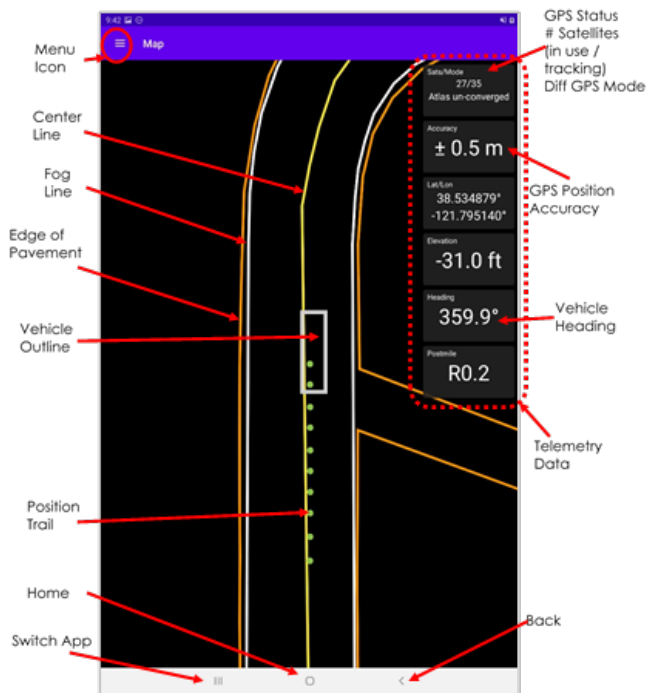 9:42
Map
Menu
Icon
Center
Line
Fog
Line
Edge of
Pavement
Vehicle
Outline
Position
Trail
Home
Switch App
GPS Status
# Satellites
(in use /
tracking)
Diff GPS Mode
Sats/Mode
27/35
Atlas un-converged
Accuracy
± 0.5 m
GPS Position
Accuracy
Lat/Lon
38.534879°
-121.795140°
Elevation
-31.0 ft
Heading
359.9°
Vehicle
Heading
Postmile
R0.2
Telemetry
Data
Back